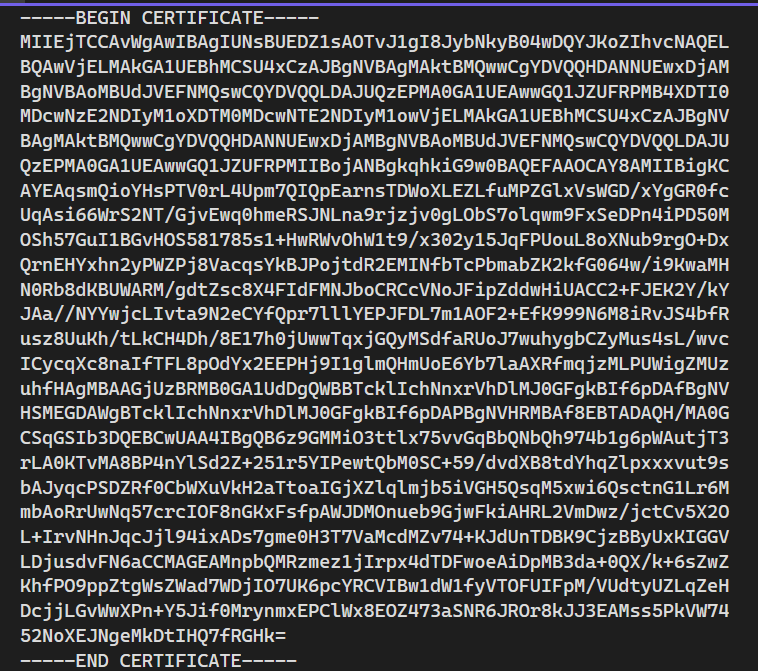 -----BEGIN CERTIFICATE-----
MIIEjTCCAvWgAwIBAgIUNsBUEDZ1sAOTvJ1gI8JybNkyB04wDQYJKoZIhvcNAQEL
BQAwVjELMAkGA1UEBhMCSU4xCzAJBgNVBAgMAktBMQwwCgYDVQQHDANNUEwxDjAM
BgNVBAoMBUdJVEFNMQswCQYDVQQLDAJUQzEPMA0GA1UEAwwGQ1JZUFRPMB4XDTI0
MDcwNzE2NDIyM1oXDTM0MDcwNTE2NDIyM1owVjELMAkGA1UEBhMCSU4xCzAJBgNV
BAgMAktBMQwwCgYDVQQHDANNUEwxDjAMBgNVBAoMBUdJVEFNMQswCQYDVQQLDAJU
QzEPMA0GA1UEAwwGQ1JZUFRPMIIBojANBgkqhkiG9w0BAQEFAAOCAY8AMIIBigKC
AYEAqsmQioYHsPTV0rL4Upm7QIQpEarnsTDWoXLEZLfuMPZGlxVsWGD/xYgGR0fc
UqAsi66WrS2NT/GjvEwq0hmeRSJNLna9rjzjv0gLObS7olqwm9FxSeDPn4iPD50M
OSh57GuI1BGvHOS581785s1+HwRWvOhW1t9/x302y15JqFPUouL8oXNub9rgO+Dx
QrnEHYxhn2yPWZPj8VacqsYkBJPojtdR2EMINfbTcPbmabZK2kfG064w/i9KwaMH
N0Rb8dKBUWARM/gdtZsc8X4FIdFMNJboCRCcVNoJFipZddwHiUACC2+FJEK2Y/kY
JAa//NYYwjcLIvta9N2eCYfQpr7lllYEPJFDL7m1AOF2+EfK999N6M8iRvJS4bfR
usz8UuKh/tLkCH4Dh/8E17h0jUwwTqxjGQyMSdfaRUoJ7wuhygbCZyMus4sL/wvc
ICycqXc8naIfTFL8pOdYx2EEPHj9I1glmQHmUoE6Yb7laAXRfmqjzMLPUWigZMUz
uhfHAgMBAAGjUzBRMB0GA1UdDgQWBBTcklIchNnxrVhDlMJ0GFgkBIf6pDAfBgNV
HSMEGDAWgBTcklIchNnxrVhDlMJ0GFgkBIf6pDAPBgNVHRMBAf8EBTADAQH/MA0G
CSqGSIb3DQEBCwUAA4IBgQB6z9GMMiO3ttlx75vvGqBbQNbQh974b1g6pWAutjT3
rLA0KTvMA8BP4nYlSd2Z+251r5YIPewtQbM0SC+59/dvdXB8tdYhqZlpxxxvut9s
bAJyqcPSDZRf0CbWXuVkH2aTtoaIGjXZlqlmjb5iVGH5QsqM5xwi6QsctnG1Lr6M
mbAoRrUwNq57crcIOF8nGKxFsfpAWJDMOnueb9GjwFkiAHRL2VmDwz/jctCv5X2O
L+IrvNHnJqcJjl94ixADs7gme0H3T7VaMcdMZv74+KJdUnTDBK9CjzBByUxKIGGV
LDjusdvFN6aCCMAGEAMnpbQMRzmez1jIrpx4dTDFwoeAiDpMB3da+0QX/k+6sZwZ
KhfPO9ppZtgWsZWad7WDjIO7UK6pcYRCVIBw1dW1fyVTOFUIFpM/VUdtyUZLqZeH
DcjjLGvWwXPn+Y5Jif0MrynmxEPClWx8EOZ473aSNR6JROr8kJJ3EAMss5PkVW74
52NoXEJNgeMkDtIHQ7fRGHk=
-----END CERTIFICATE-----